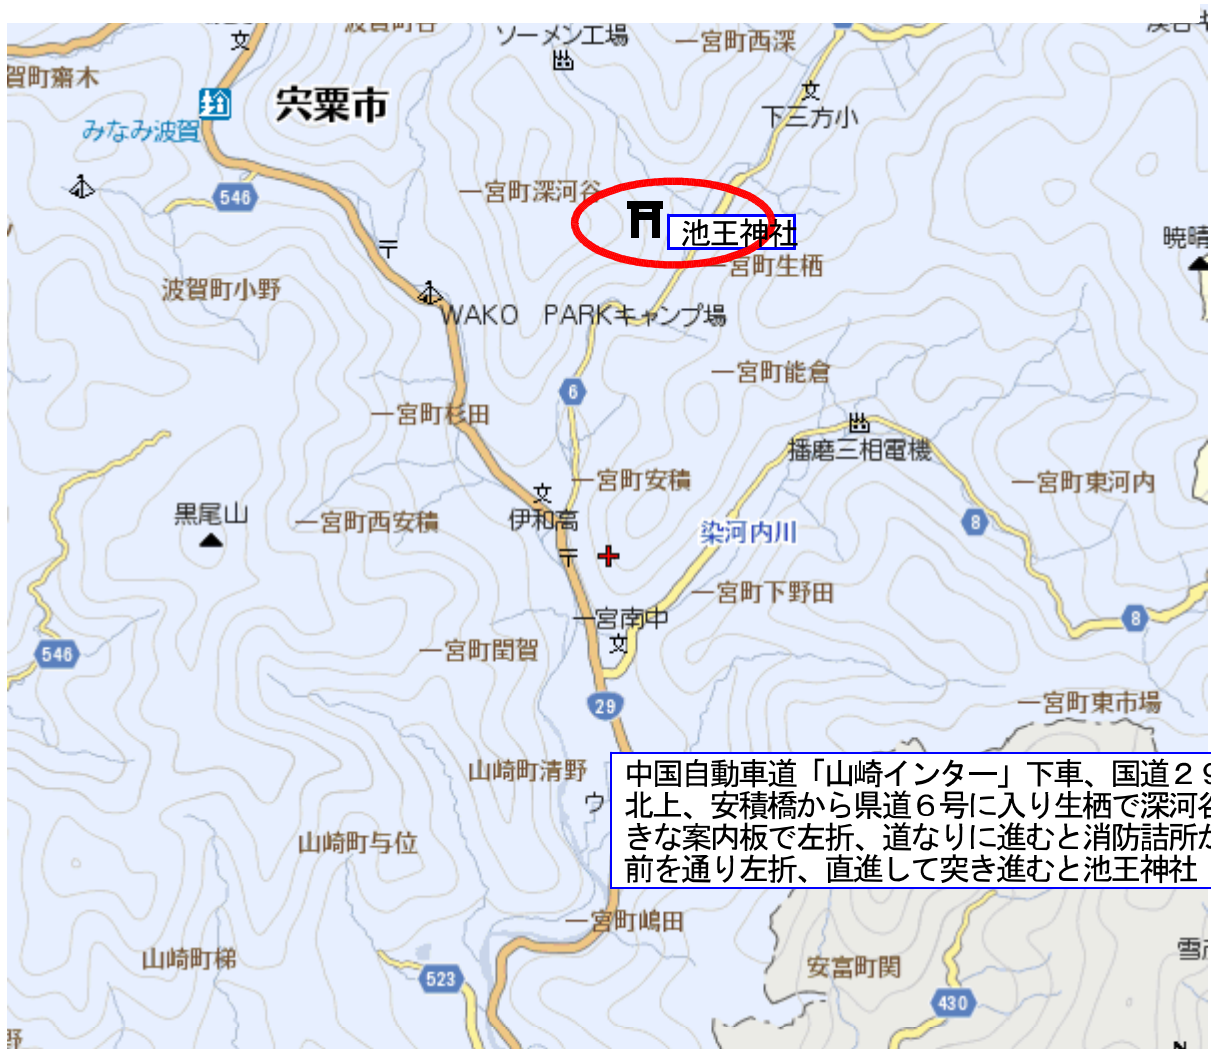 ソーメン工場
一宮町西深
賀町齋木
宍粟市
下三方小
みなみ波賀
546
一宮町深河谷
池王神社
一宮町生栖
暁晴
波賀町小野
WAKO PARKキャンプ場
一宮町能倉
6
一宮町杉田
播磨三相電機
一宮町安積
一宮町東河内
黒尾山
一宮町西安積
伊和高
8
染河内川
一宮町下野田
一宮南中
8
546
一宮町閏賀
29
一宮町東市場
山崎町清野
中国自動車道「山崎インター」下車、国道２９
北上、安積橋から県道６号に入り生栖で深河谷
きな案内板で左折、道なりに進むと消防詰所か
前を通り左折、直進して突き進むと池王神社
ウ
山崎町与位
一宮町嶋田
山崎町梯
安富町関
523
430
野